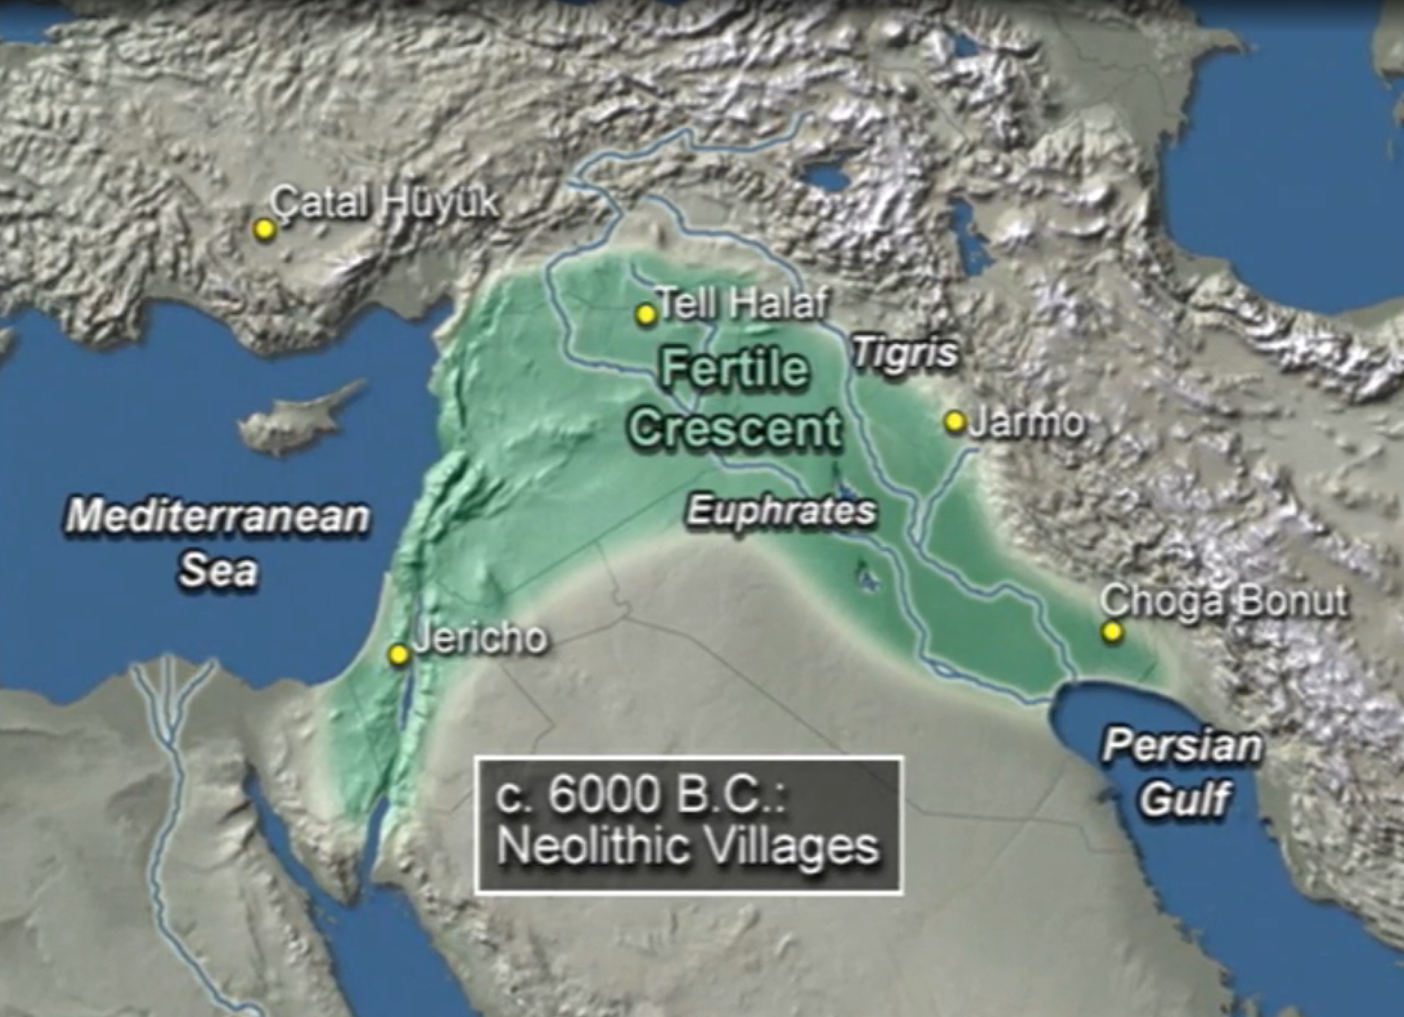 Çatal Hüyük
Tell Halaf
Fertile
Crescent
Tigris
Jarmo
Mediterranean
Sea
Euphrates
Choga Bonut
Jericho
Persian
Gulf
c. 6000 B.C.:
Neolithic Villages